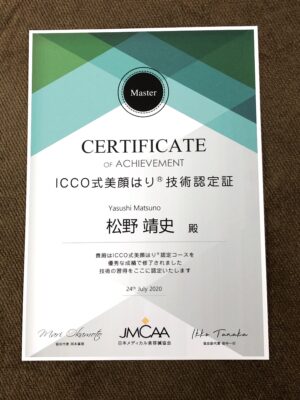 Master
CERTIFICATE
OF ACHIEVEMENT
ICCO式美顔はり®技術認定証
Yasushi Matsuno
松野 靖史 殿
貴殿はICCO式美顔はり®認定コースを
優秀な成績で修了されました
技術の習得をここに認定いたします
24th July 2020
Mari Okamoto
JMCAA
日本メディカル美容鍼協会
Ikko Tanaka